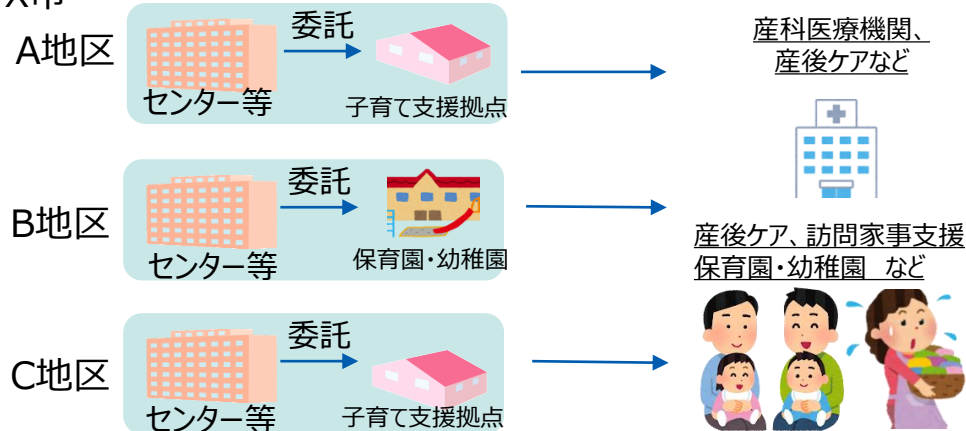 A地区
委託
センター等
子育て支援拠点
産科医療機関、
産後ケアなど
B地区
委託
センター等
保育園・幼稚園
産後ケア、訪問家事支援
保育園・幼稚園 など
C地区
委託
センター等
子育て支援拠点